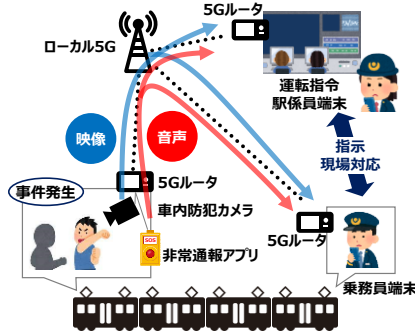 5Gルータ
ローカル5G
運転指令
駅係員端末
映像
音声
指示
現場対応
5Gルータ
事件発生
車内防犯カメラ
5Gルータ
SOS
非常通報アプリ
乗務員端末